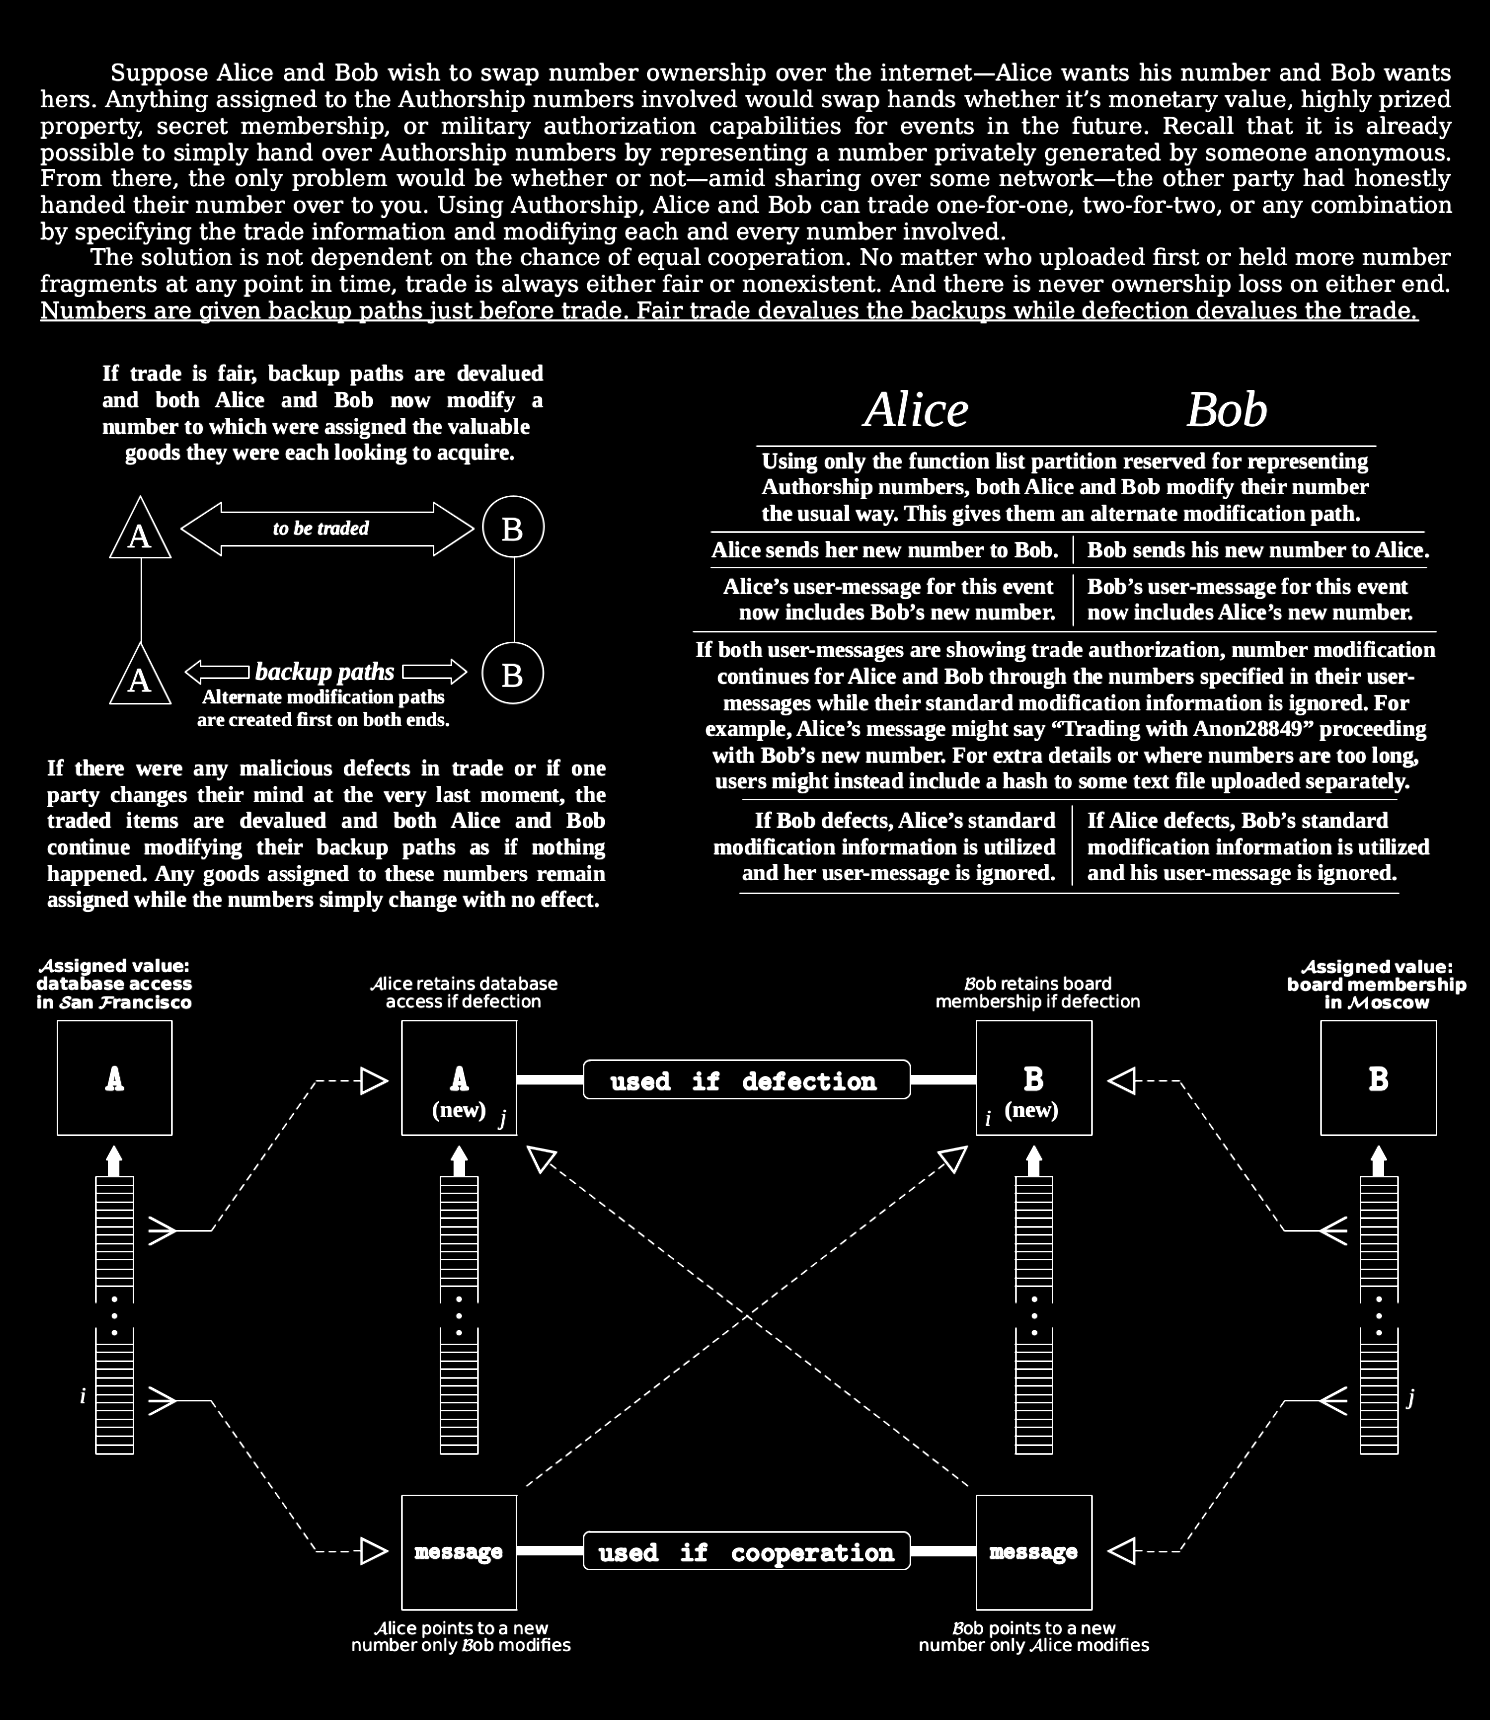 Suppose Alice and Bob wish to swap number ownership over the internet—Alice wants his number and Bob wants
hers. Anything assigned to the Authorship numbers involved would swap hands whether it’s monetary value, highly prized
property, secret membership, or military authorization capabilities for events in the future. Recall that it is already
possible to simply hand over Authorship numbers by representing a number privately generated by someone anonymous.
From there, the only problem would be whether or not—amid sharing over some network—the other party had honestly
handed their number over to you. Using Authorship, Alice and Bob can trade one-for-one, two-for-two, or any combination
by specifying the trade information and modifying each and every number involved.
The solution is not dependent on the chance of equal cooperation. No matter who uploaded first or held more number
fragments at any point in time, trade is always either fair or nonexistent. And there is never ownership loss on either end.
Numbers are given backup paths just before trade. Fair trade devalues the backups while defection devalues the trade.
If trade is fair, backup paths are devalued
and both Alice and Bob now modify a
number to which were assigned the valuable
goods they were each looking to acquire.
A
to be traded
B
A
backup paths
B
Alternate modification paths
are created first on both ends.
If there were any malicious defects in trade or if one
party changes their mind at the very last moment, the
traded items are devalued and both Alice and Bob
continue modifying their backup paths as if nothing
happened. Any goods assigned to these numbers remain
assigned while the numbers simply change with no effect.
Alice Bob
Using only the function list partition reserved for representing
Authorship numbers, both Alice and Bob modify their number
the usual way. This gives them an alternate modification path.
Alice sends her new number to Bob.
Bob sends his new number to Alice.
Alice’s user-message for this event
now includes Bob’s new number.
Bob’s user-message for this event
now includes Alice’s new number.
If both user-messages are showing trade authorization, number modification
continues for Alice and Bob through the numbers specified in their user-
messages while their standard modification information is ignored. For
example, Alice’s message might say “Trading with Anon28849” proceeding
with Bob’s new number. For extra details or where numbers are too long,
users might instead include a hash to some text file uploaded separately.
If Bob defects, Alice’s standard
modification information is utilized
and her user-message is ignored.
If Alice defects, Bob’s standard
modification information is utilized
and his user-message is ignored.
Assigned value:
database access
in San Francisco
Alice retains database
access if defection
Bob retains board
membership if defection
Assigned value:
board membership
in Moscow
A
A
(new) j
used if defection
B
i (new)
B
i
j
message
used if cooperation
message
Alice points to a new
number only Bob modifies
Bob points to a new
number only Alice modifies